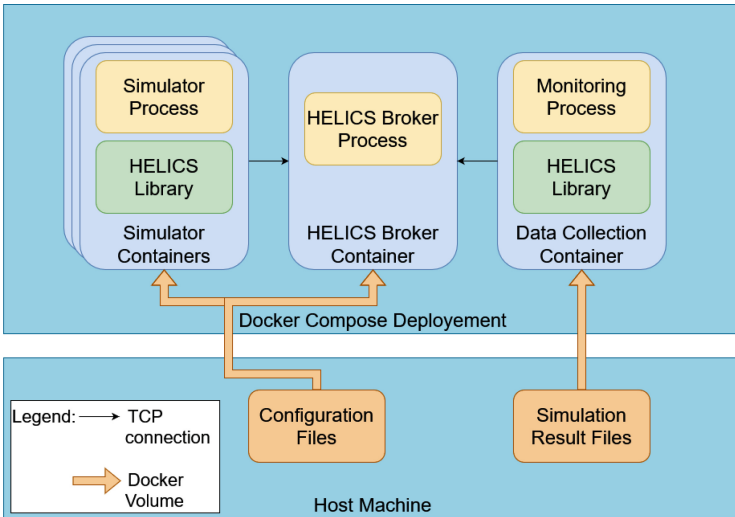 Simulator
Process
HELICS
Library
Simulator
Containers
HELICS Broker
Process
HELICS Broker
Container
Monitoring
Process
HELICS
Library
Data Collection
Container
Docker Compose Deployement
Configuration
Files
Simulation
Result Files
Legend: TCP
connection
Docker
Volume
Host Machine